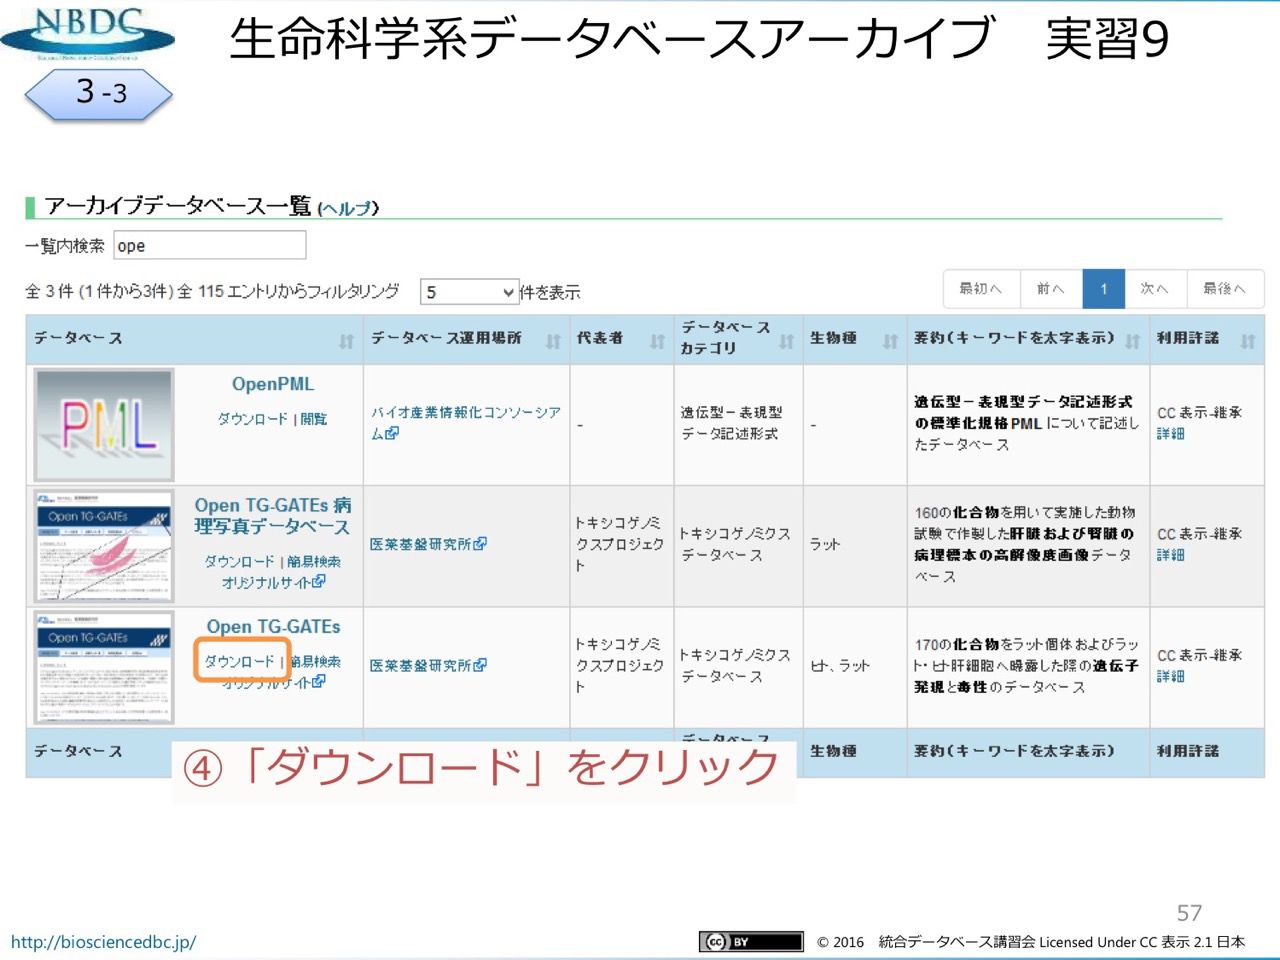 NBDC
生命科学系データベースアーカイブ　実習9
３-3
アーカイブデータベース一覧 (ヘルプ)
一覧内検索 ope
全 3 件 (1 件から3件) 全 115 エントリからフィルタリング 5 件を表示
最初へ 前へ 1 次へ 最後へ
データベース データベース運用場所 代表者 データベースカテゴリ 生物種 要約(キーワードを太字表示) 利用許諾
PML
OpenPML
ダウンロード | 閲覧
バイオ産業情報化コンソーシア
ム
-
遺伝型－表現型
データ記述形式
-
遺伝型－表現型データ記述形式
の標準化規格PML について記述し
たデータベース
CC 表示-継承
詳細
Open TG-GATEs
Open TG-GATEs 病
理写真データベース
ダウンロード | 簡易検索
オリジナルサイト
医薬基盤研究所
トキシコゲノミ
クスプロジェク
ト
トキシコゲノミクス
データベース
ラット
160の化合物を用いて実施した動物
試験で作製した肝臓および腎臓の
病理標本の高解像度画像データ
ベース
CC 表示-継承
詳細
Open TG-GATEs
Open TG-GATEs
ダウンロード | 簡易検索
オリジナルサイト
医薬基盤研究所
トキシコゲノミ
クスプロジェク
ト
トキシコゲノミクス
データベース
ヒト、ラット
170の化合物をラット個体およびラッ
ト・ヒト肝細胞へ曝露した際の遺伝子
発現と毒性のデータベース
CC 表示-継承
詳細
データベース データベース 生物種 要約(キーワードを太字表示) 利用許諾
④「ダウンロード」をクリック
57
http://biosciencedbc.jp/
cc BY
© 2016　統合データベース講習会 Licensed Under CC 表示 2.1 日本